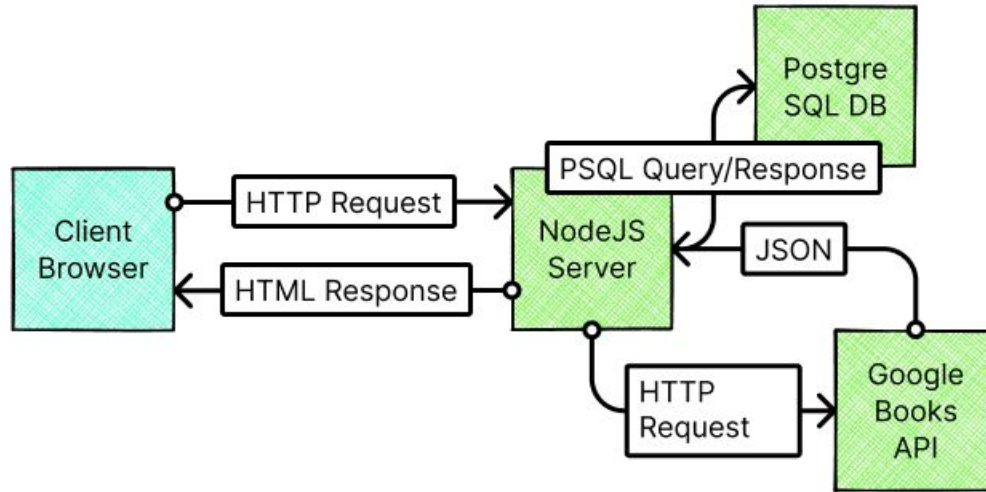 Postgre
SQL DB
PSQL Query/Response
HTTP Request
Client
Browser
NodeJS
Server
JSON
HTML Response
HTTP
Request
Google
Books
API